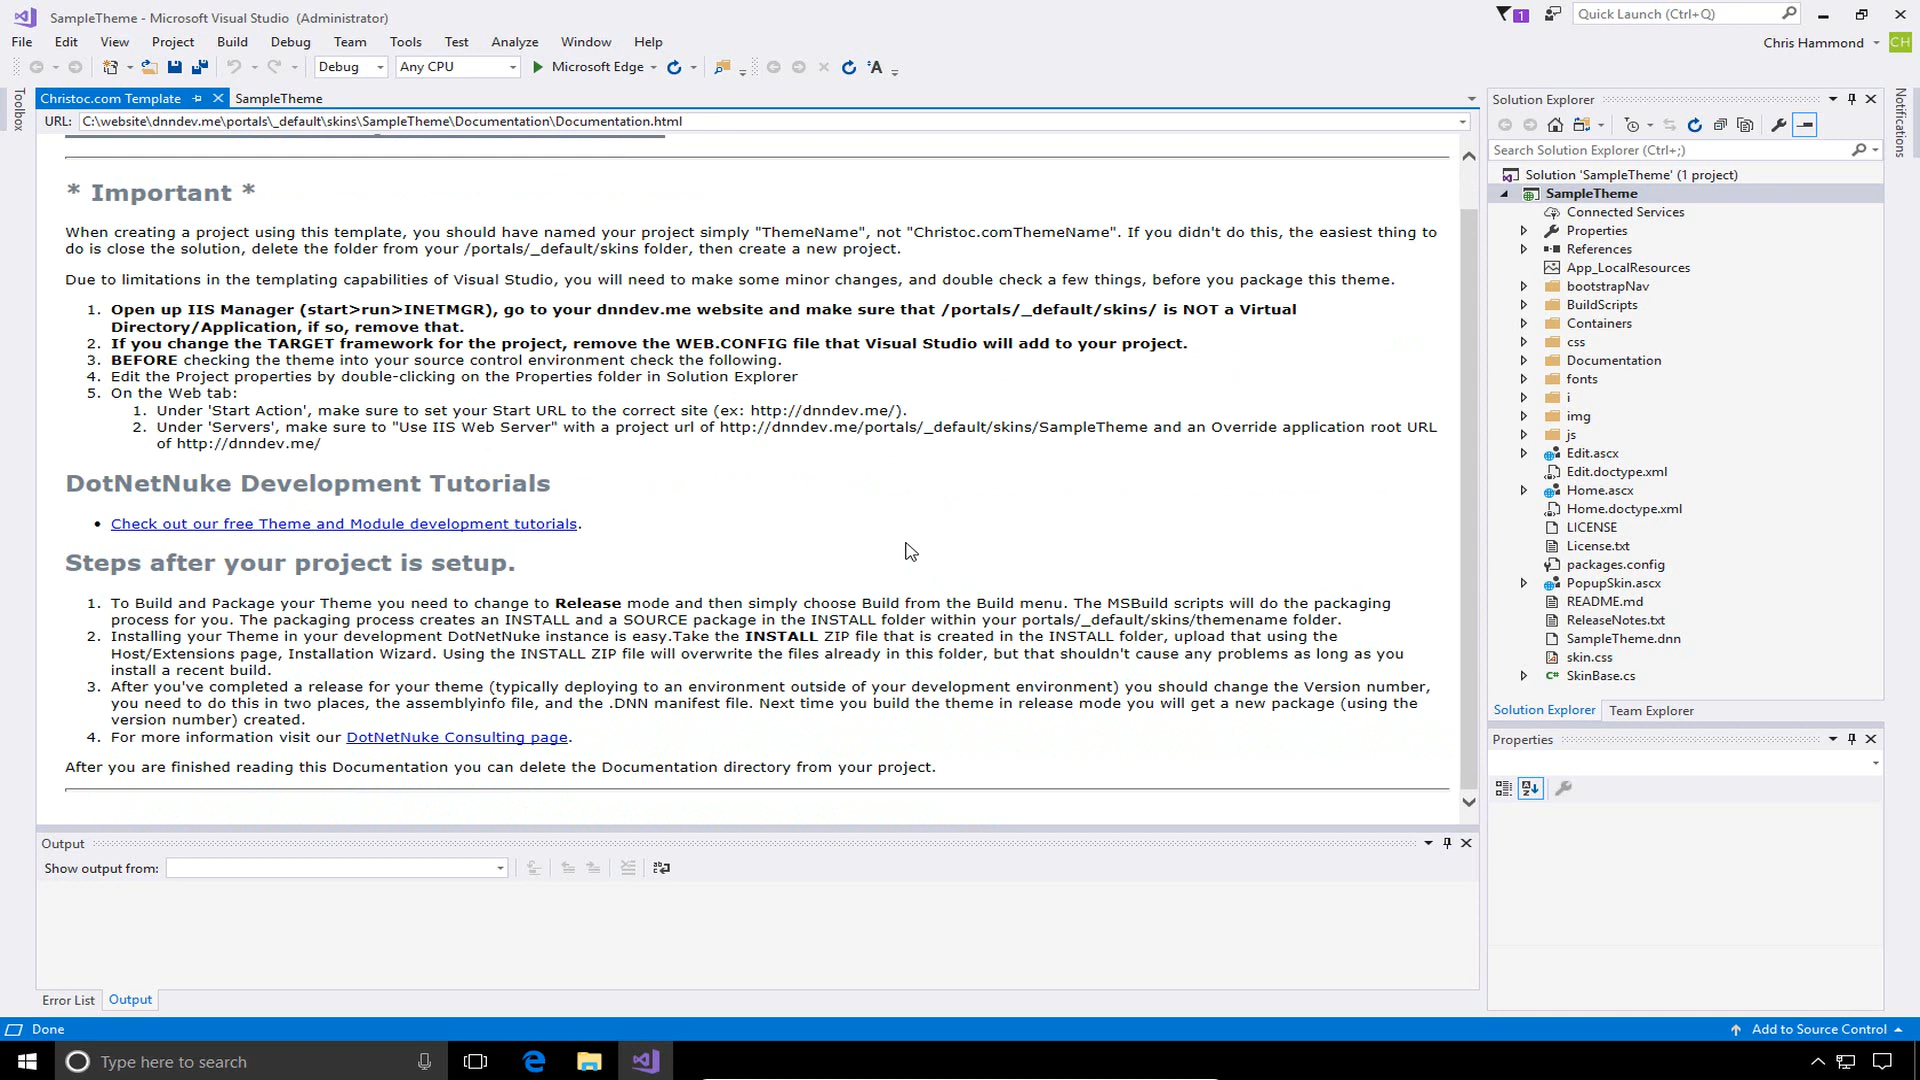 SampleTheme - Microsoft Visual Studio (Administrator)
1
Quick Launch (Ctrl+Q)
File Edit View Project Build Debug Team Tools Test Analyze Window Help
Chris Hammond CH
Debug Any CPU Microsoft Edge
Toolbox
Christoc.com Template SampleTheme
URL: C:\website\dnndev.me\portals\_default\skins\SampleTheme\Documentation\Documentation.html
* Important *
When creating a project using this template, you should have named your project simply "ThemeName", not "Christoc.comThemeName". If you didn't do this, the easiest thing to
do is close the solution, delete the folder from your /portals/_default/skins folder, then create a new project.
Due to limitations in the templating capabilities of Visual Studio, you will need to make some minor changes, and double check a few things, before you package this theme.
1. Open up IIS Manager (start>run>INETMGR), go to your dnndev.me website and make sure that /portals/_default/skins/ is NOT a Virtual
Directory/Application, if so, remove that.
2. If you change the TARGET framework for the project, remove the WEB.CONFIG file that Visual Studio will add to your project.
3. BEFORE checking the theme into your source control environment check the following.
4. Edit the Project properties by double-clicking on the Properties folder in Solution Explorer
5. On the Web tab:
1. Under 'Start Action', make sure to set your Start URL to the correct site (ex: http://dnndev.me/).
2. Under 'Servers', make sure to "Use IIS Web Server" with a project url of http://dnndev.me/portals/_default/skins/SampleTheme and an Override application root URL
of http://dnndev.me/
DotNetNuke Development Tutorials
• Check out our free Theme and Module development tutorials.
Steps after your project is setup.
1. To Build and Package your Theme you need to change to Release mode and then simply choose Build from the Build menu. The MSBuild scripts will do the packaging
process for you. The packaging process creates an INSTALL and a SOURCE package in the INSTALL folder within your portals/_default/skins/themename folder.
2. Installing your Theme in your development DotNetNuke instance is easy.Take the INSTALL ZIP file that is created in the INSTALL folder, upload that using the
Host/Extensions page, Installation Wizard. Using the INSTALL ZIP file will overwrite the files already in this folder, but that shouldn't cause any problems as long as you
install a recent build.
3. After you've completed a release for your theme (typically deploying to an environment outside of your development environment) you should change the Version number,
you need to do this in two places, the assemblyinfo file, and the .DNN manifest file. Next time you build the theme in release mode you will get a new package (using the
version number) created.
4. For more information visit our DotNetNuke Consulting page.
After you are finished reading this Documentation you can delete the Documentation directory from your project.
Output
Show output from:
Error List Output
Solution Explorer
Search Solution Explorer (Ctrl+;)
Solution 'SampleTheme' (1 project)
SampleTheme
Connected Services
Properties
References
App_LocalResources
bootstrapNav
BuildScripts
Containers
css
Documentation
fonts
i
img
js
Edit.ascx
Edit.doctype.xml
Home.ascx
Home.doctype.xml
LICENSE
License.txt
packages.config
PopupSkin.ascx
README.md
ReleaseNotes.txt
SampleTheme.dnn
skin.css
C# SkinBase.cs
Solution Explorer Team Explorer
Properties
Notifications
Done
Add to Source Control
Type here to search